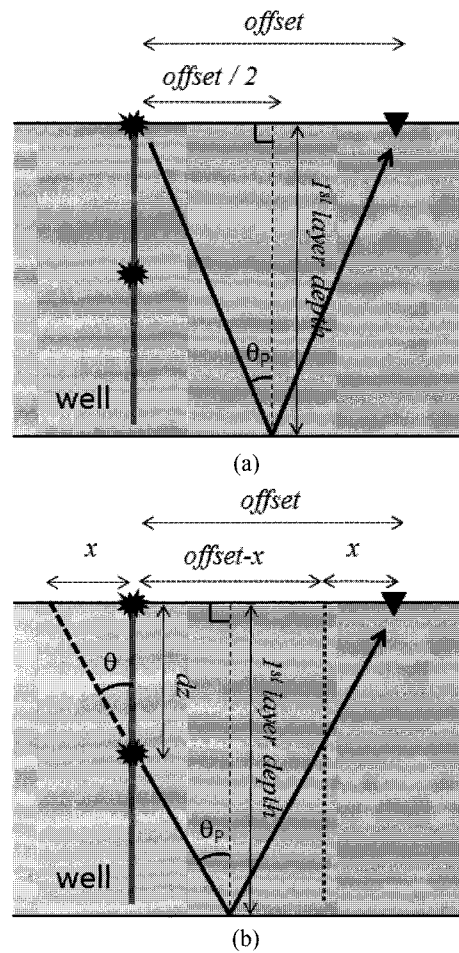 offset
offset / 2
1st layer depth
θP
well
(a)
offset
x
offset-x
x
θ
dz
1st layer depth
θP
well
(b)